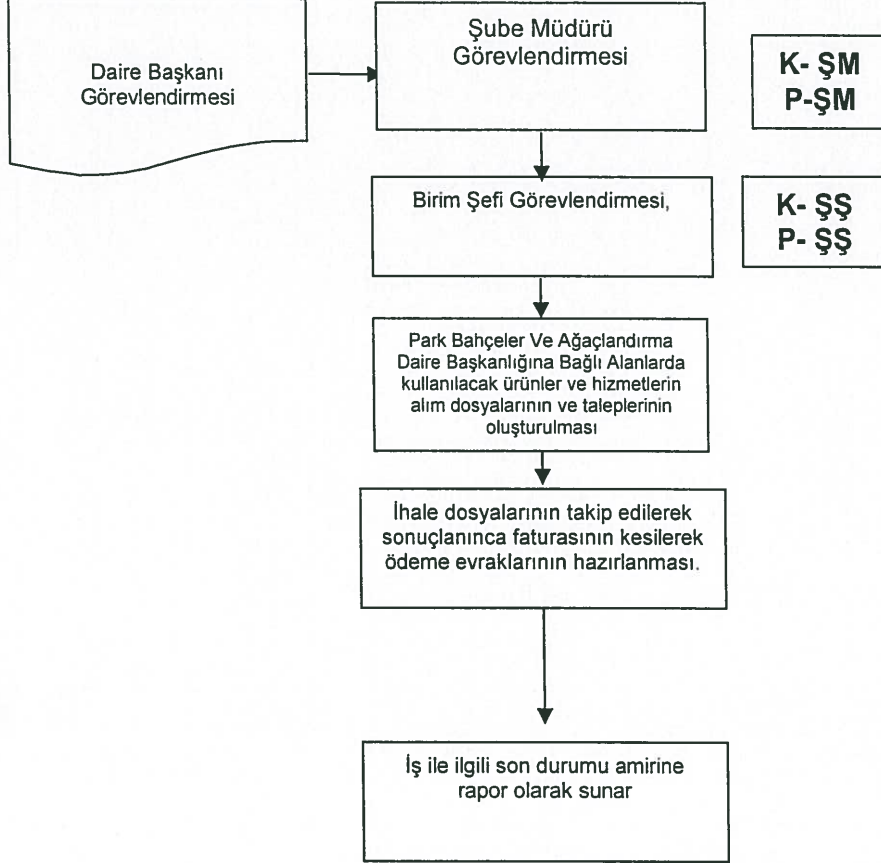 Daire Başkanı
Görevlendirmesi
Şube Müdürü
Görevlendirmesi
K- ŞM
P-ŞM
Birim Şefi Görevlendirmesi,
K- ŞŞ
P- ŞŞ
Park Bahçeler Ve Ağaçlandırma
Daire Başkanlığına Bağlı Alanlarda
kullanılacak ürünler ve hizmetlerin
alım dosyalarının ve taleplerinin
oluşturulması
İhale dosyalarının takip edilerek
sonuçlanınca faturasının kesilerek
ödeme evraklarının hazırlanması.
İş ile ilgili son durumu amirine
rapor olarak sunar